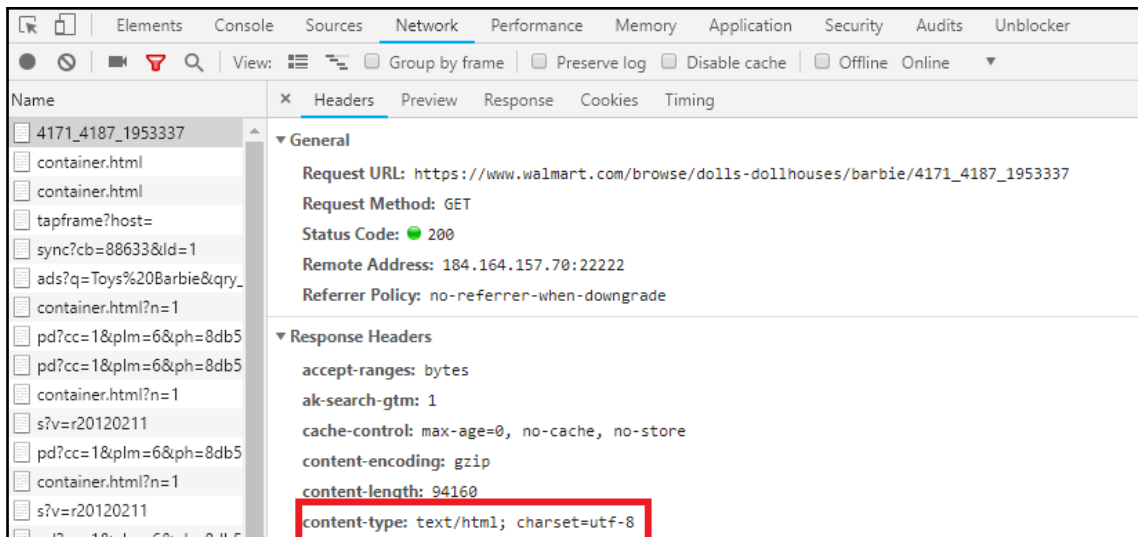 Elements Console Sources Network Performance Memory Application Security Audits Unblocker
View: Group by frame Preserve log Disable cache Offline Online
Name
Headers Preview Response Cookies Timing
4171_4187_1953337
container.html
container.html
tapframe?host=
sync?cb=88633&ld=1
ads?q=Toys%20Barbie&qry_
container.html?n=1
pd?cc=1&plm=6&ph=8db5
pd?cc=1&plm=6&ph=8db5
container.html?n=1
s?v=r20120211
pd?cc=1&plm=6&ph=8db5
container.html?n=1
s?v=r20120211
General
Request URL: https://www.walmart.com/browse/dolls-dollhouses/barbie/4171_4187_1953337
Request Method: GET
Status Code: 200
Remote Address: 184.164.157.70:22222
Referrer Policy: no-referrer-when-downgrade
Response Headers
accept-ranges: bytes
ak-search-gtm: 1
cache-control: max-age=0, no-cache, no-store
content-encoding: gzip
content-length: 94160
content-type: text/html; charset=utf-8